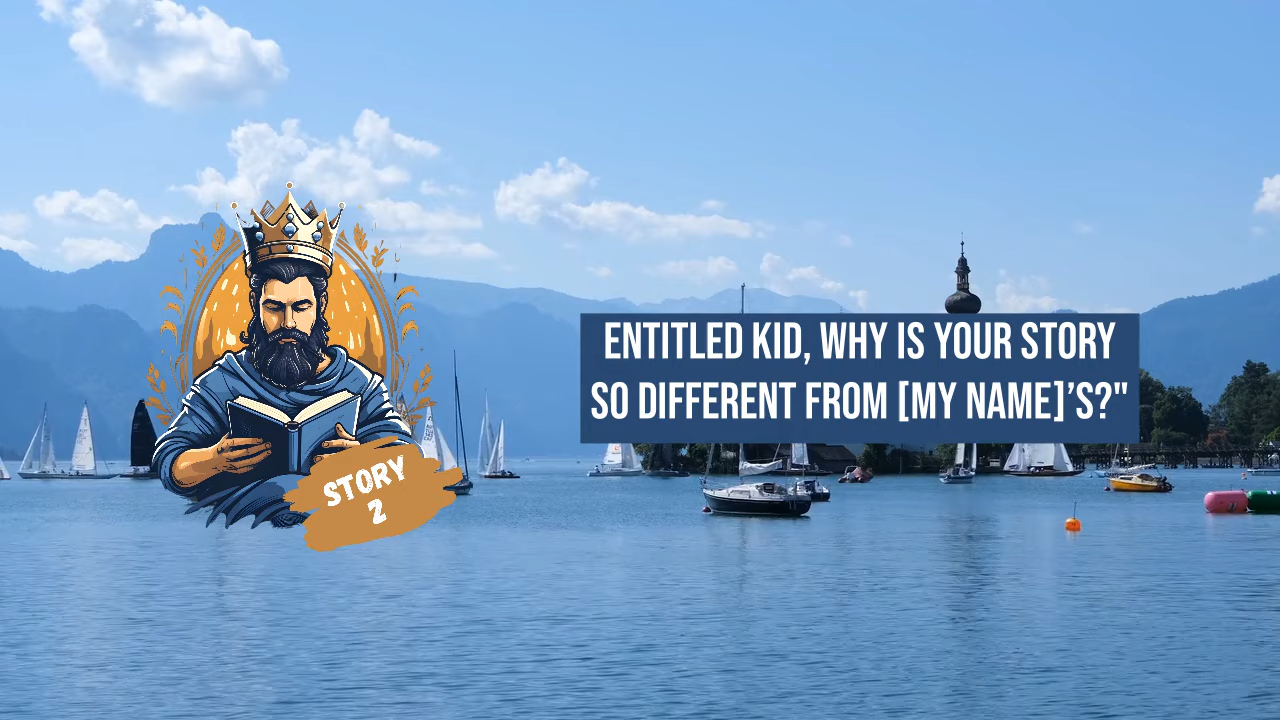 ENTITLED KID, WHY IS YOUR STORY
SO DIFFERENT FROM [MY NAME]’S?"
STORY
2